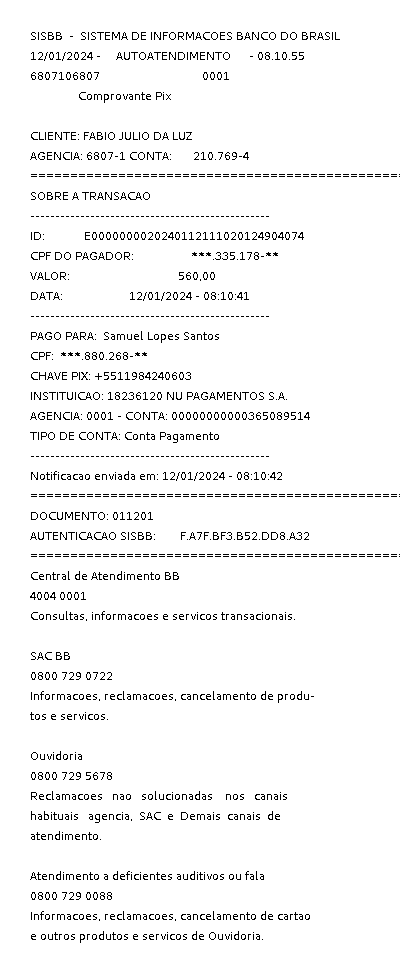 SISBB - SISTEMA DE INFORMACOES BANCO DO BRASIL
12/01/2024 - AUTOATENDIMENTO - 08.10.55
6807106807 0001
Comprovante Pix
CLIENTE: FABIO JULIO DA LUZ
AGENCIA: 6807-1 CONTA: 210.769-4
================================================
SOBRE A TRANSACAO
------------------------------------------------
ID: E0000000020240112111020124904074
CPF DO PAGADOR: ***.335.178-**
VALOR: 560,00
DATA: 12/01/2024 - 08:10:41
------------------------------------------------
PAGO PARA: Samuel Lopes Santos
CPF: ***.880.268-**
CHAVE PIX: +5511984240603
INSTITUICAO: 18236120 NU PAGAMENTOS S.A.
AGENCIA: 0001 - CONTA: 00000000000365089514
TIPO DE CONTA: Conta Pagamento
------------------------------------------------
Notificacao enviada em: 12/01/2024 - 08:10:42
================================================
DOCUMENTO: 011201
AUTENTICACAO SISBB: F.A7F.BF3.B52.DD8.A32
================================================
Central de Atendimento BB
4004 0001
Consultas, informacoes e servicos transacionais.
SAC BB
0800 729 0722
Informacoes, reclamacoes, cancelamento de produ-
tos e servicos.
Ouvidoria
0800 729 5678
Reclamacoes nao solucionadas nos canais
habituais agencia, SAC e Demais canais de
atendimento.
Atendimento a deficientes auditivos ou fala
0800 729 0088
Informacoes, reclamacoes, cancelamento de cartao
e outros produtos e servicos de Ouvidoria.